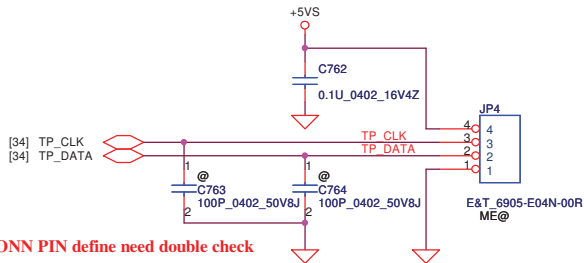 +5VS
C762
0.1U_0402_16V4Z
JP4
4 4
[34] TP_CLK TP_CLK 3 3
[34] TP_DATA TP_DATA 2 2
1 1
1 @ 1 @
C763 C764
100P_0402_50V8J 100P_0402_50V8J
2 2
E&T_6905-E04N-00R
ME@
ONN PIN define need double check